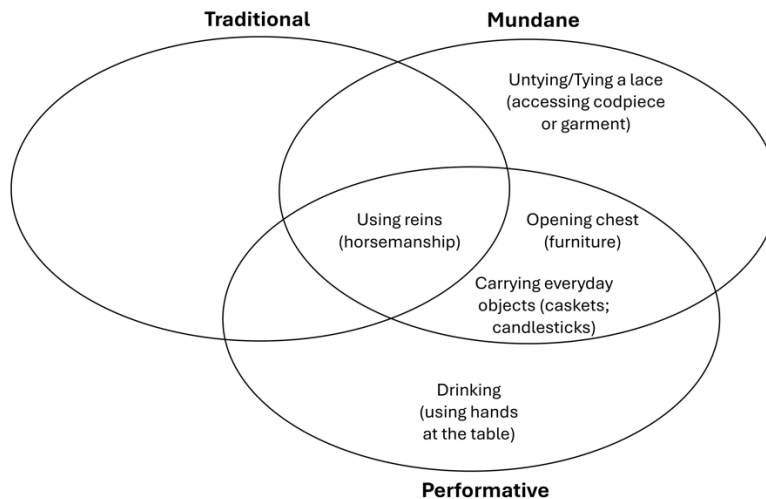 Traditional
Mundane
Untying/Tying a lace
(accessing codpiece
or garment)
Using reins
(horsemanship)
Opening chest
(furniture)
Carrying everyday
objects (caskets;
candlesticks)
Drinking
(using hands
at the table)
Performative